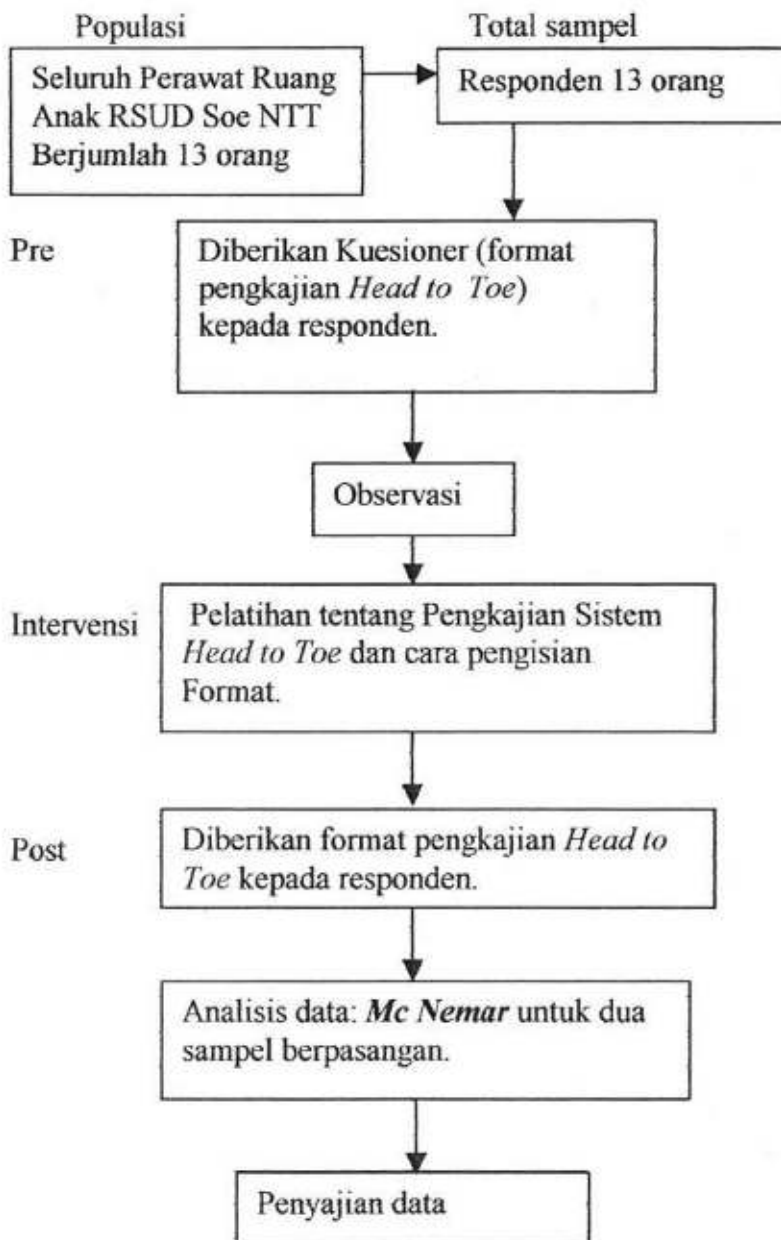 Populasi
Total sampel
Seluruh Perawat Ruang
Anak RSUD Soe NTT
Berjumlah 13 orang
Responden 13 orang
Pre
Diberikan Kuesioner (format
pengkajian Head to Toe)
kepada responden.
Observasi
Intervensi
Pelatihan tentang Pengkajian Sistem
Head to Toe dan cara pengisian
Format.
Post
Diberikan format pengkajian Head to
Toe kepada responden.
Analisis data: Mc Nemar untuk dua
sampel berpasangan.
Penyajian data